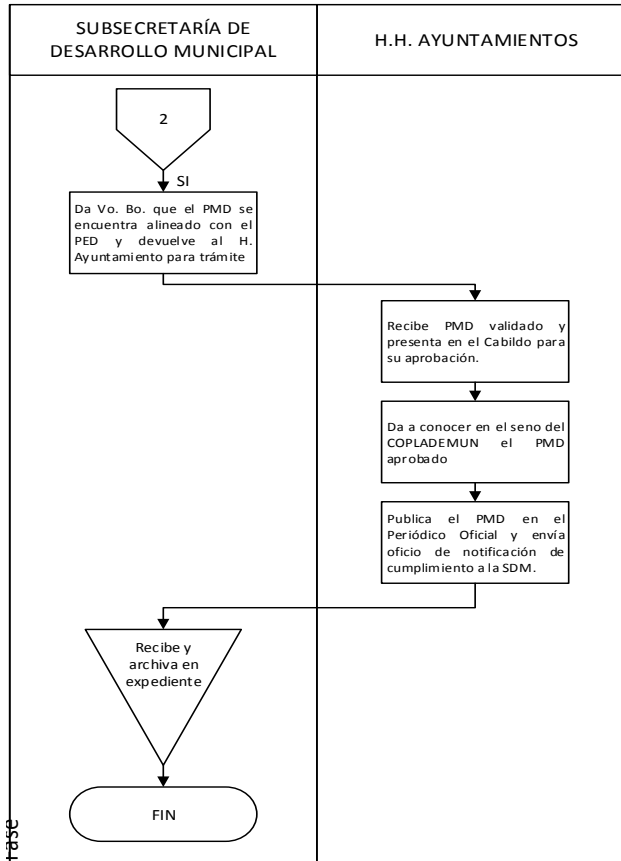 SUBSECRETARÍA DE
DESARROLLO MUNICIPAL
H.H. AYUNTAMIENTOS
2
SI
Da Vo. Bo. que el PMD se
encuentra alineado con el
PED y devuelve al H.
Ayuntamiento para trámite
Recibe PMD validado y
presenta en el Cabildo para
su aprobación.
Da a conocer en el seno del
COPLADEMUN el PMD
aprobado
Publica el PMD en el
Periódico Oficial y envía
oficio de notificación de
cumplimiento a la SDM.
Recibe y
archiva en
expediente
FIN
Fase